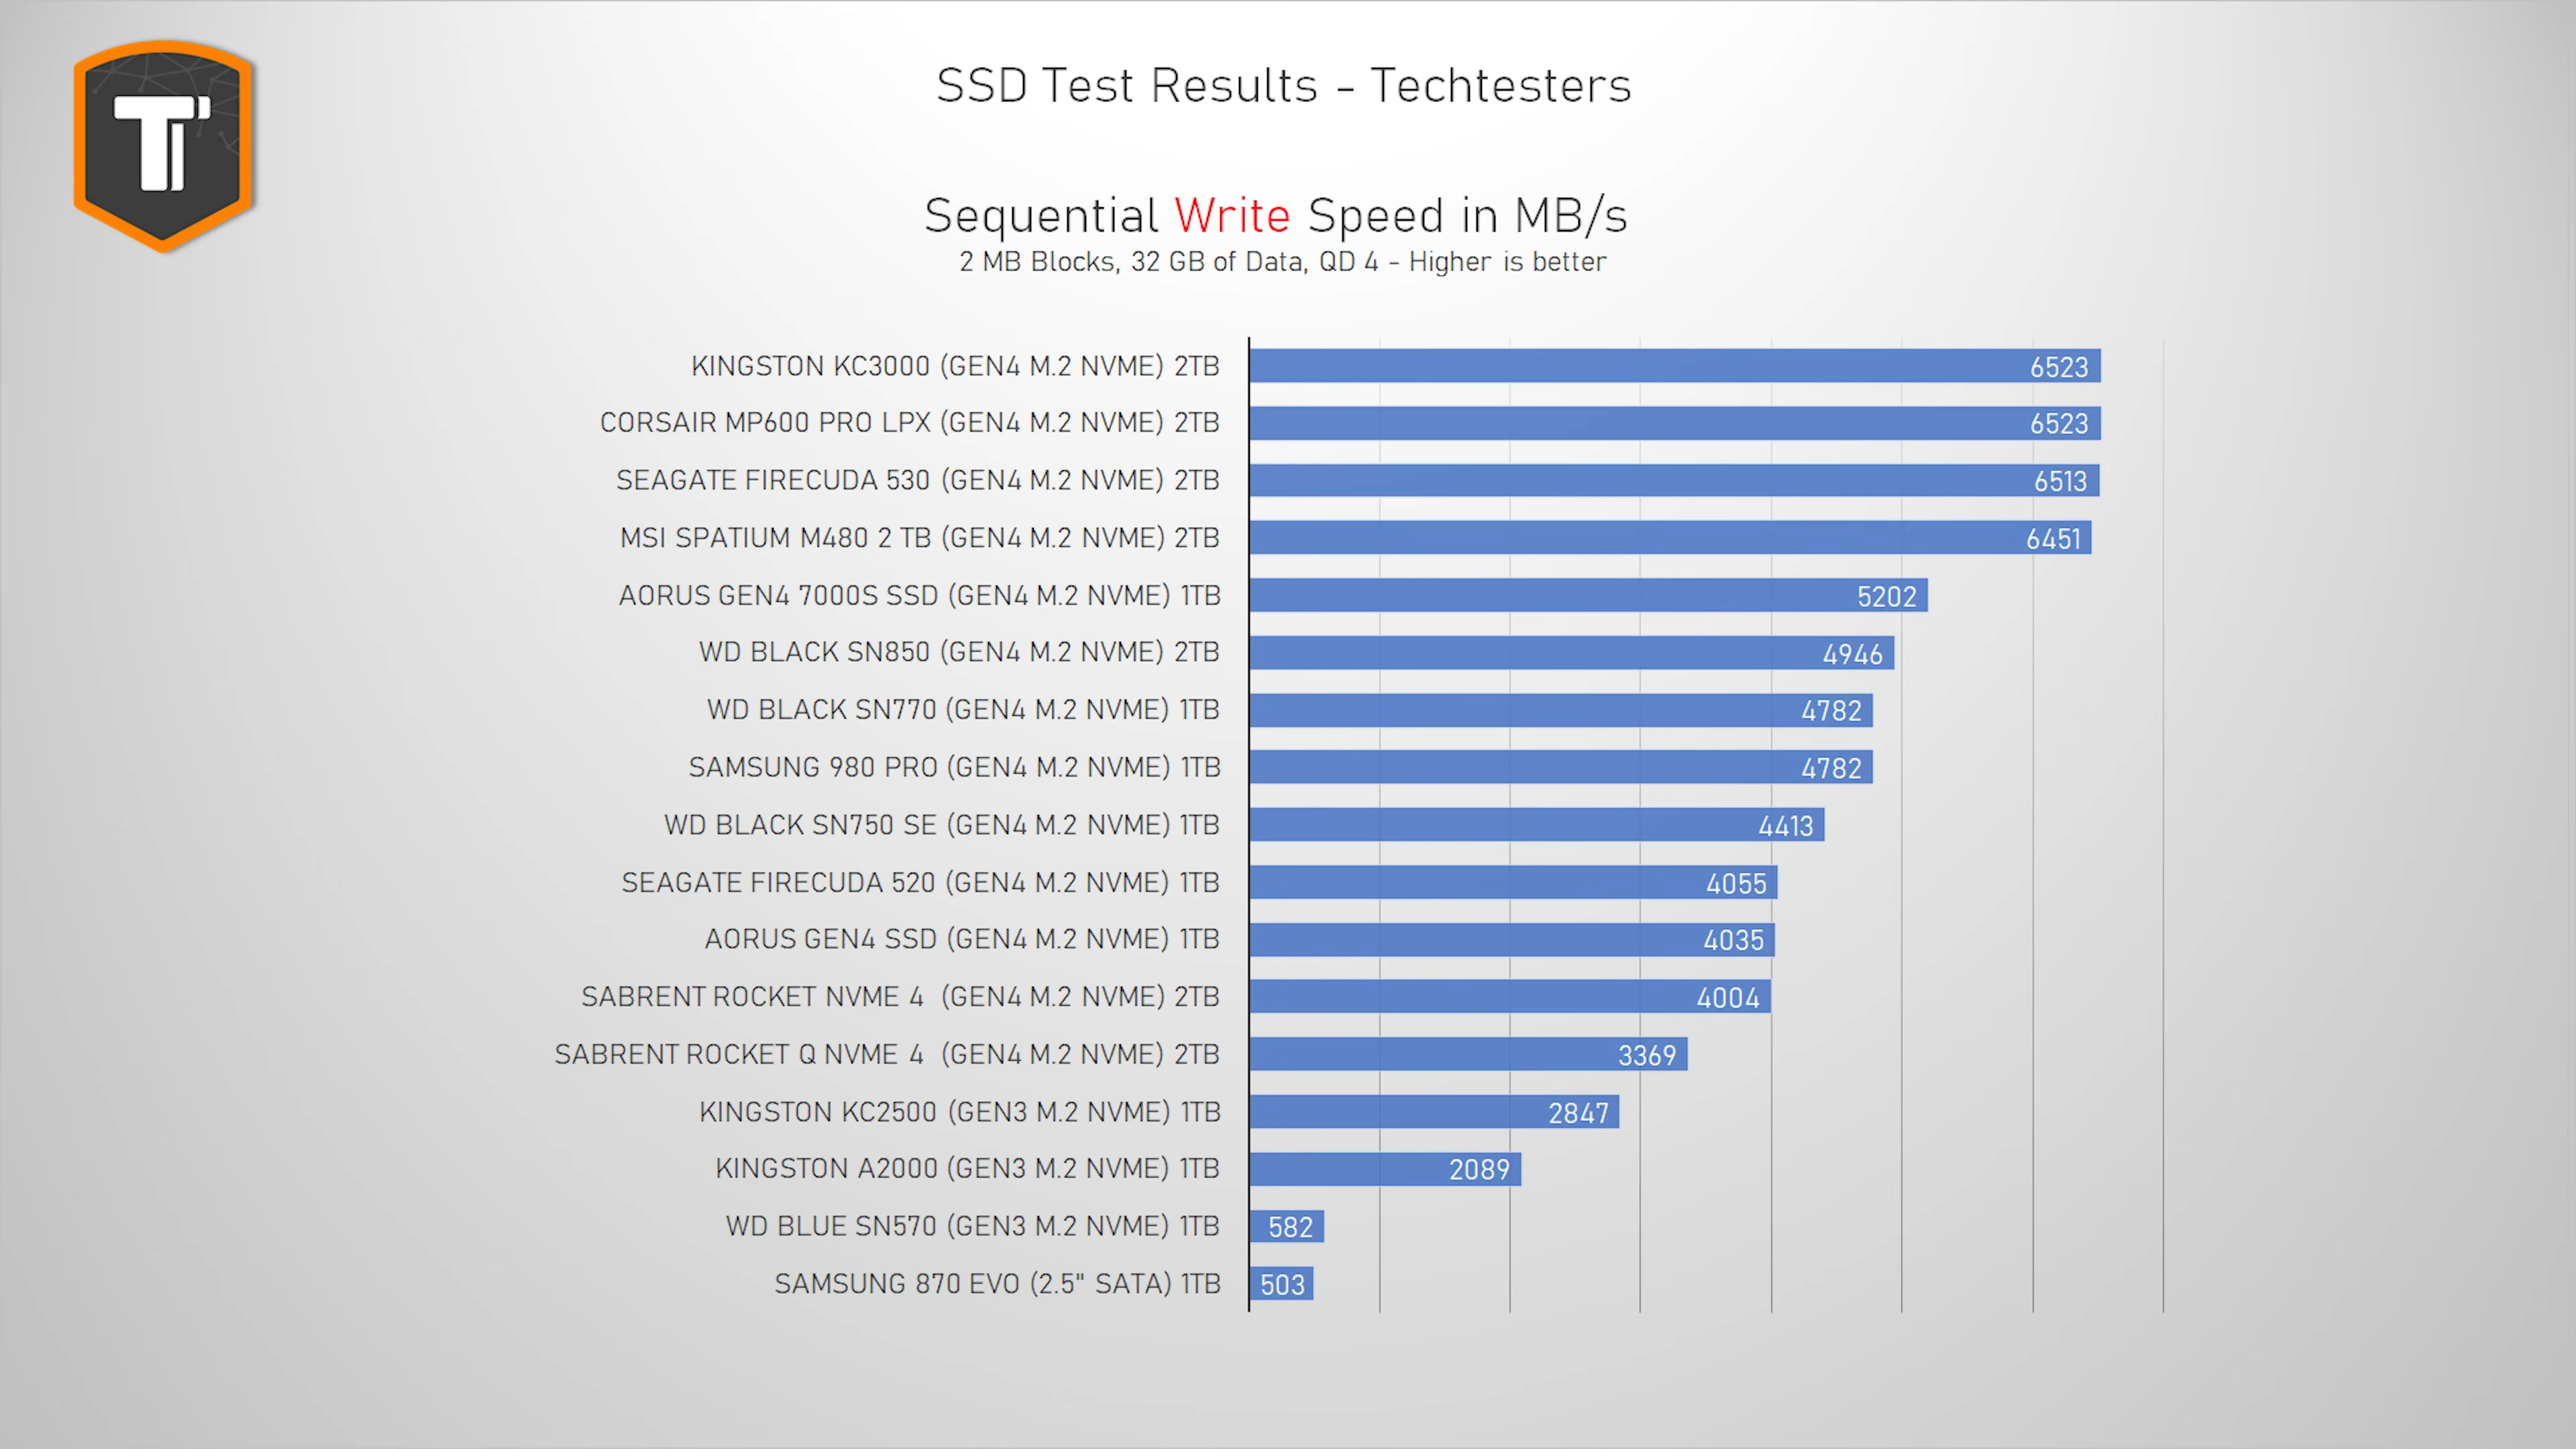 SSD Test Results - Techtesters
Sequential Write Speed in MB/s
2 MB Blocks, 32 GB of Data, QD 4 - Higher is better
KINGSTON KC3000 (GEN4 M.2 NVME) 2TB 6523
CORSAIR MP600 PRO LPX (GEN4 M.2 NVME) 2TB 6523
SEAGATE FIRECUDA 530 (GEN4 M.2 NVME) 2TB 6513
MSI SPATIUM M480 2 TB (GEN4 M.2 NVME) 2TB 6451
AORUS GEN4 7000S SSD (GEN4 M.2 NVME) 1TB 5202
WD BLACK SN850 (GEN4 M.2 NVME) 2TB 4946
WD BLACK SN770 (GEN4 M.2 NVME) 1TB 4782
SAMSUNG 980 PRO (GEN4 M.2 NVME) 1TB 4782
WD BLACK SN750 SE (GEN4 M.2 NVME) 1TB 4413
SEAGATE FIRECUDA 520 (GEN4 M.2 NVME) 1TB 4055
AORUS GEN4 SSD (GEN4 M.2 NVME) 1TB 4035
SABRENT ROCKET NVME 4 (GEN4 M.2 NVME) 2TB 4004
SABRENT ROCKET Q NVME 4 (GEN4 M.2 NVME) 2TB 3369
KINGSTON KC2500 (GEN3 M.2 NVME) 1TB 2847
KINGSTON A2000 (GEN3 M.2 NVME) 1TB 2089
WD BLUE SN570 (GEN3 M.2 NVME) 1TB 582
SAMSUNG 870 EVO (2.5" SATA) 1TB 503